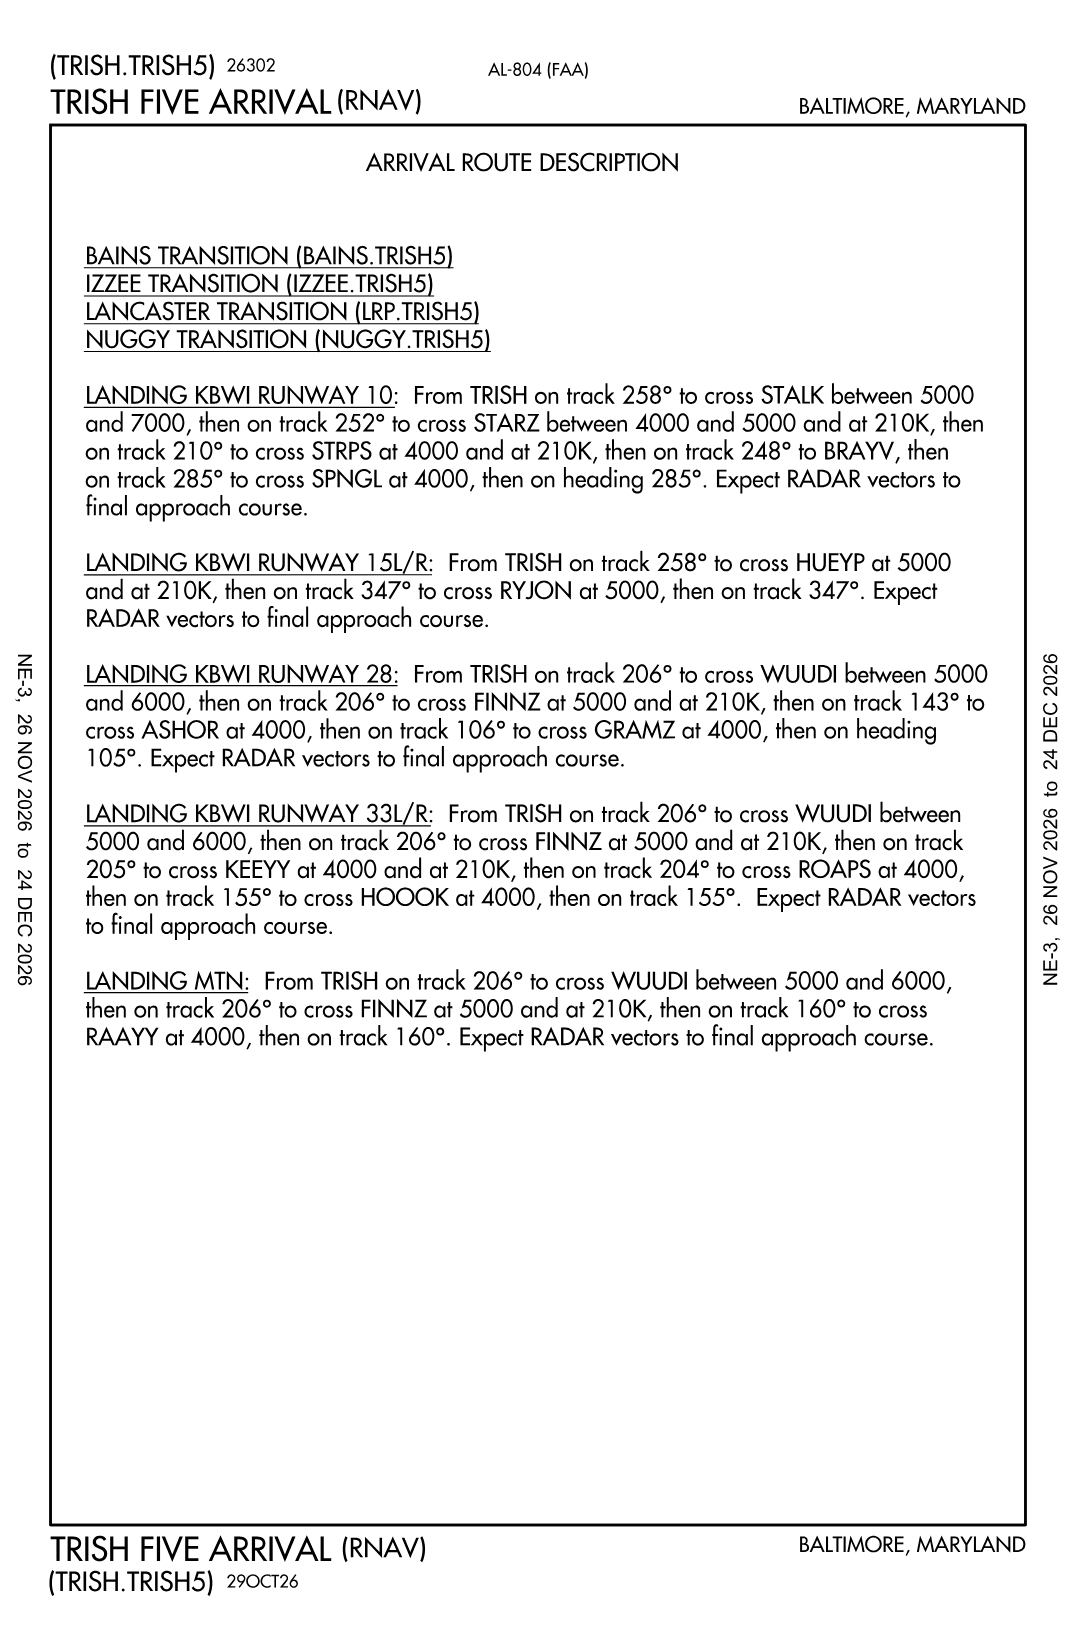 (TRISH.TRISH5) 26302
AL-804 (FAA)
TRISH FIVE ARRIVAL (RNAV)
BALTIMORE, MARYLAND
ARRIVAL ROUTE DESCRIPTION
BAINS TRANSITION (BAINS.TRISH5)
IZZEE TRANSITION (IZZEE.TRISH5)
LANCASTER TRANSITION (LRP.TRISH5)
NUGGY TRANSITION (NUGGY.TRISH5)
LANDING KBWI RUNWAY 10: From TRISH on track 258° to cross STALK between 5000
and 7000, then on track 252° to cross STARZ between 4000 and 5000 and at 210K, then
on track 210° to cross STRPS at 4000 and at 210K, then on track 248° to BRAYV, then
on track 285° to cross SPNGL at 4000, then on heading 285°. Expect RADAR vectors to
final approach course.
LANDING KBWI RUNWAY 15L/R: From TRISH on track 258° to cross HUEYP at 5000
and at 210K, then on track 347° to cross RYJON at 5000, then on track 347°. Expect
RADAR vectors to final approach course.
LANDING KBWI RUNWAY 28: From TRISH on track 206° to cross WUUDI between 5000
and 6000, then on track 206° to cross FINNZ at 5000 and at 210K, then on track 143° to
cross ASHOR at 4000, then on track 106° to cross GRAMZ at 4000, then on heading
105°. Expect RADAR vectors to final approach course.
LANDING KBWI RUNWAY 33L/R: From TRISH on track 206° to cross WUUDI between
5000 and 6000, then on track 206° to cross FINNZ at 5000 and at 210K, then on track
205° to cross KEEYY at 4000 and at 210K, then on track 204° to cross ROAPS at 4000,
then on track 155° to cross HOOOK at 4000, then on track 155°. Expect RADAR vectors
to final approach course.
LANDING MTN: From TRISH on track 206° to cross WUUDI between 5000 and 6000,
then on track 206° to cross FINNZ at 5000 and at 210K, then on track 160° to cross
RAAYY at 4000, then on track 160°. Expect RADAR vectors to final approach course.
NE-3, 26 NOV 2026 to 24 DEC 2026
NE-3, 26 NOV 2026 to 24 DEC 2026
TRISH FIVE ARRIVAL (RNAV)
BALTIMORE, MARYLAND
(TRISH.TRISH5) 29OCT26